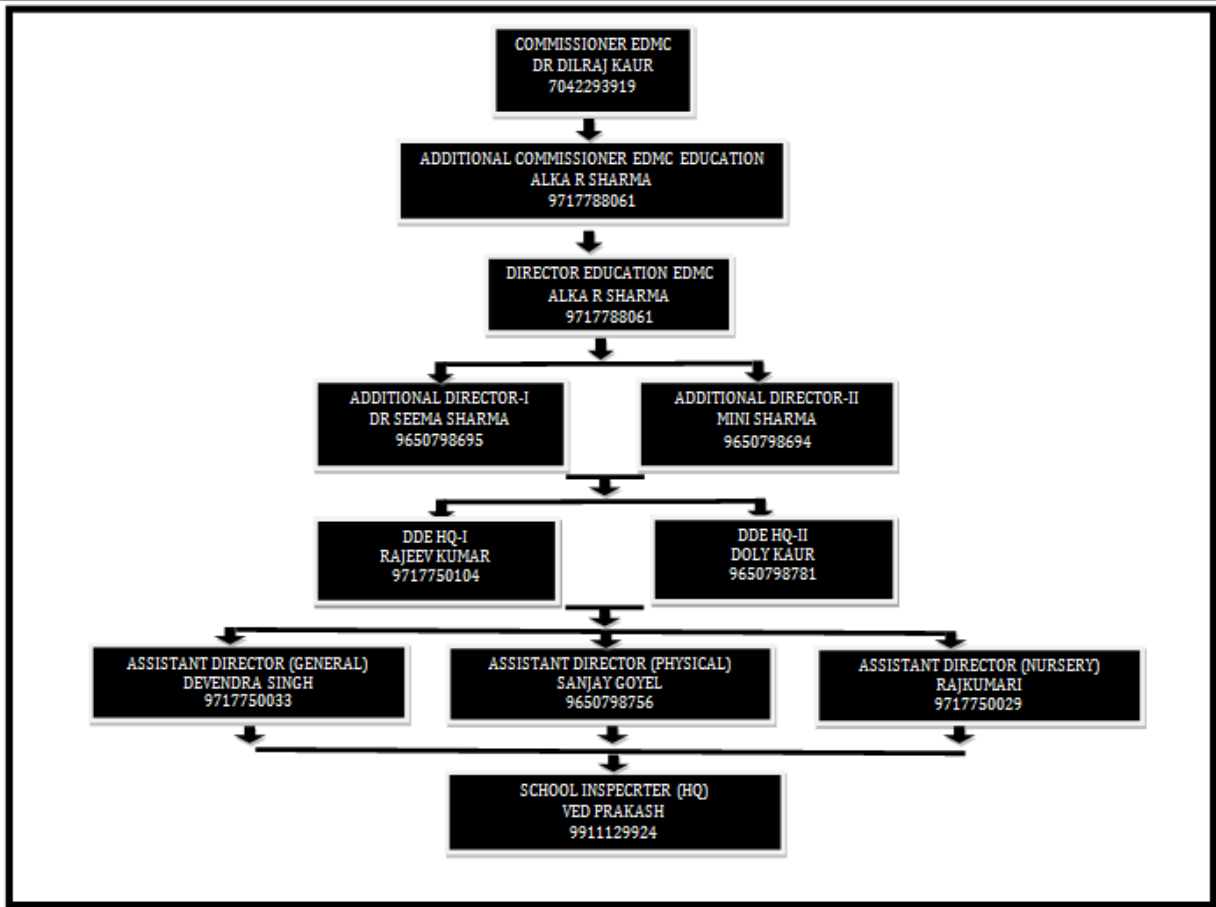 COMMISSIONER EDMC
DR DILRAJ KAUR
7042293919
ADDITIONAL COMMISSIONER EDMC EDUCATION
ALKA R SHARMA
9717788061
DIRECTOR EDUCATION EDMC
ALKA R SHARMA
9717788061
ADDITIONAL DIRECTOR-I
DR SEEMA SHARMA
9650798695
ADDITIONAL DIRECTOR-II
MINI SHARMA
9650798694
DDE HQ-I
RAJEEV KUMAR
9717750104
DDE HQ-II
DOLY KAUR
9650798781
ASSISTANT DIRECTOR (GENERAL)
DEVENDRA SINGH
9717750033
ASSISTANT DIRECTOR (PHYSICAL)
SANJAY GOYEL
9650798756
ASSISTANT DIRECTOR (NURSERY)
RAJKUMARI
9717750029
SCHOOL INSPECRTER (HQ)
VED PRAKASH
9911129924